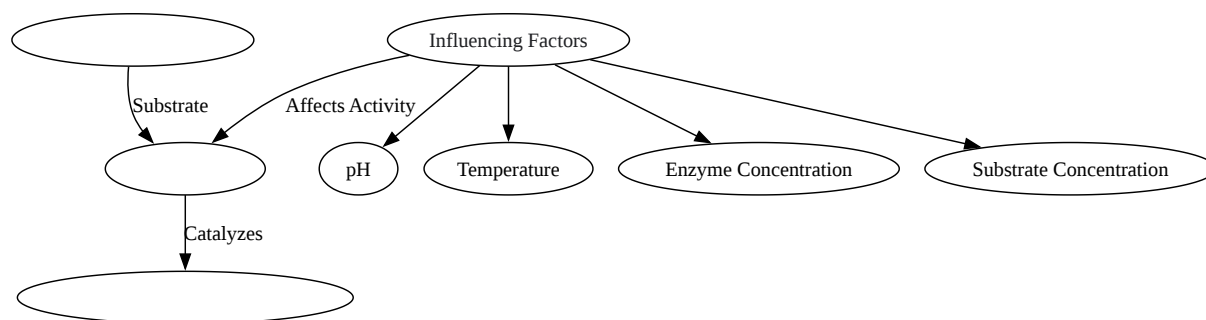 Influencing Factors
Substrate
Affects Activity
pH
Temperature
Enzyme Concentration
Substrate Concentration
Catalyzes